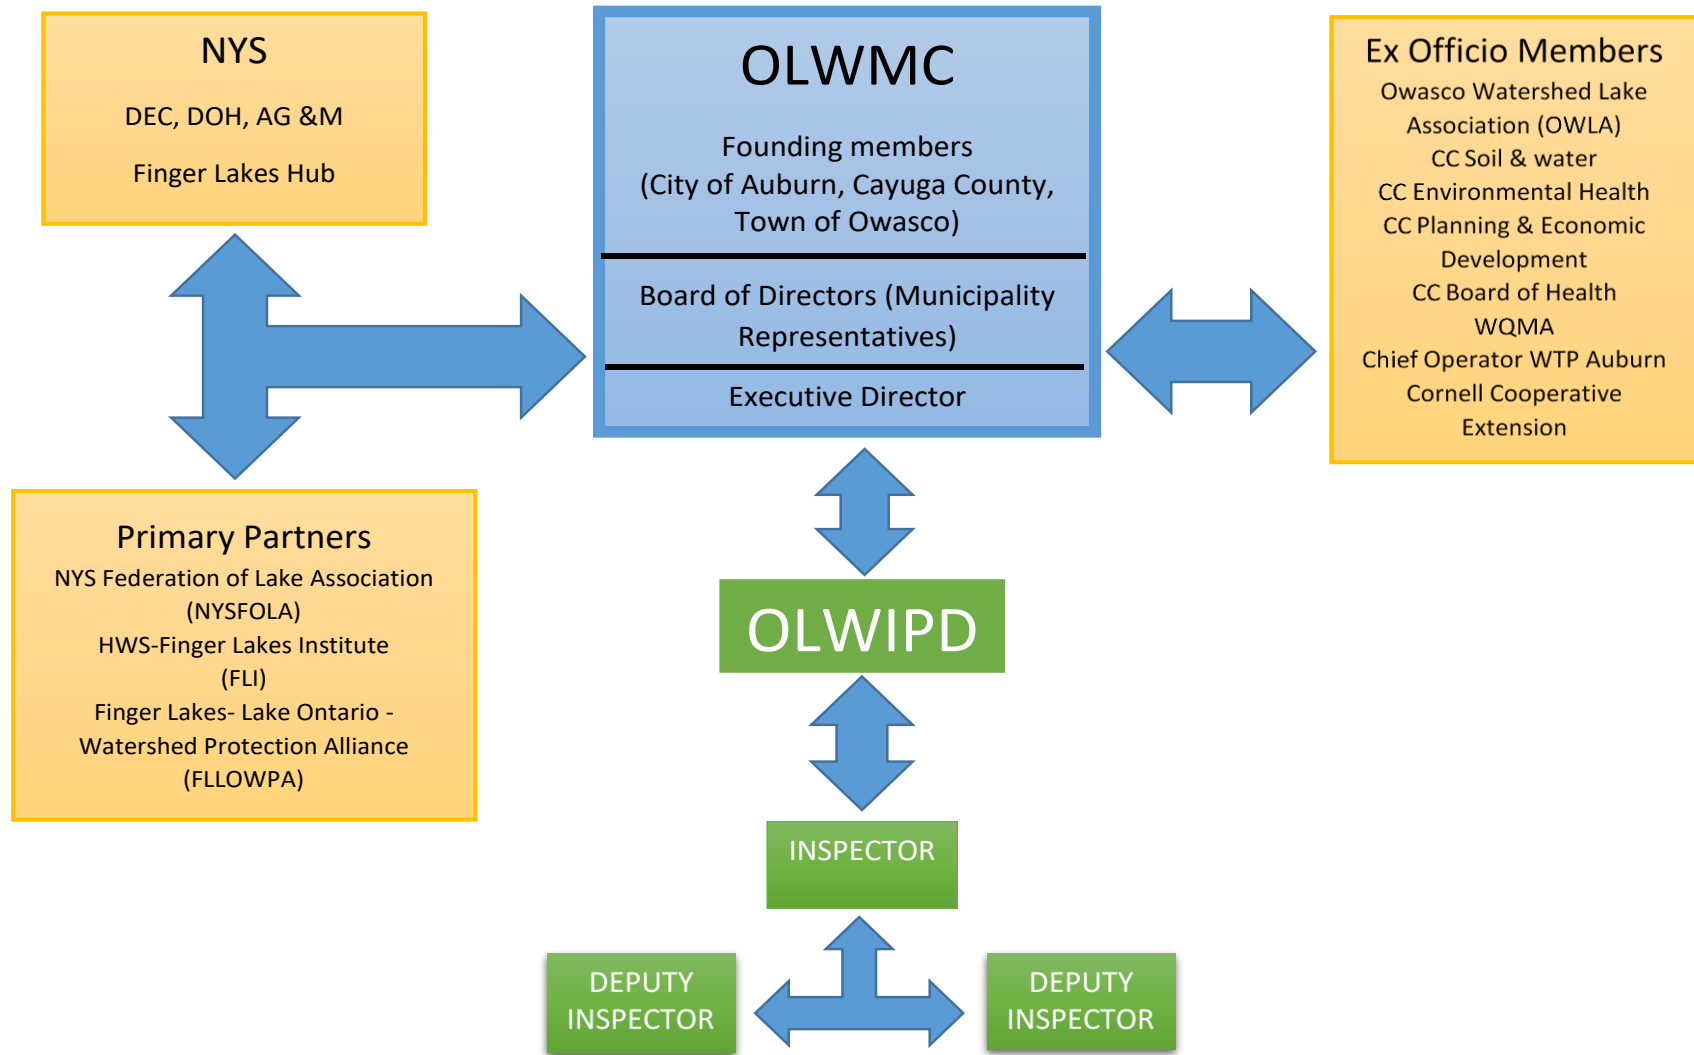 NYS
DEC, DOH, AG &M
Finger Lakes Hub
OLWMC
Founding members
(City of Auburn, Cayuga County,
Town of Owasco)
Board of Directors (Municipality
Representatives)
Executive Director
Ex Officio Members
Owasco Watershed Lake
Association (OWLA)
CC Soil & water
CC Environmental Health
CC Planning & Economic
Development
CC Board of Health
WQMA
Chief Operator WTP Auburn
Cornell Cooperative
Extension
Primary Partners
NYS Federation of Lake Association
(NYSFOLA)
HWS-Finger Lakes Institute
(FLI)
Finger Lakes- Lake Ontario -
Watershed Protection Alliance
(FLLOWPA)
OLWIPD
INSPECTOR
DEPUTY
INSPECTOR
DEPUTY
INSPECTOR